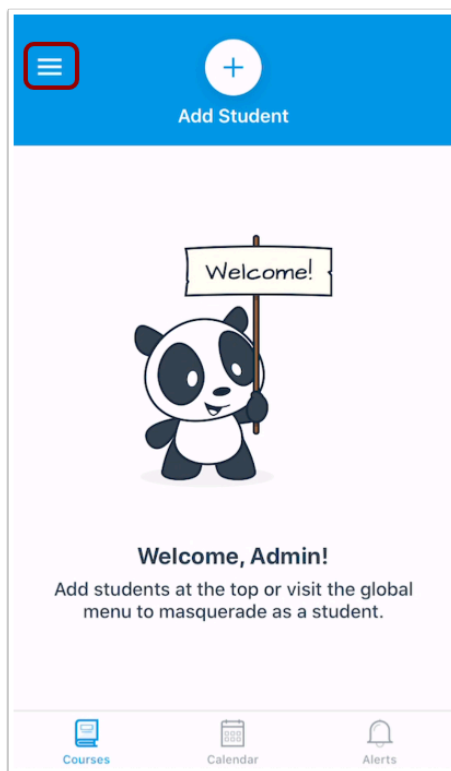 Add Student
Welcome!
Welcome, Admin!
Add students at the top or visit the global
menu to masquerade as a student.
Courses
Calendar
Alerts